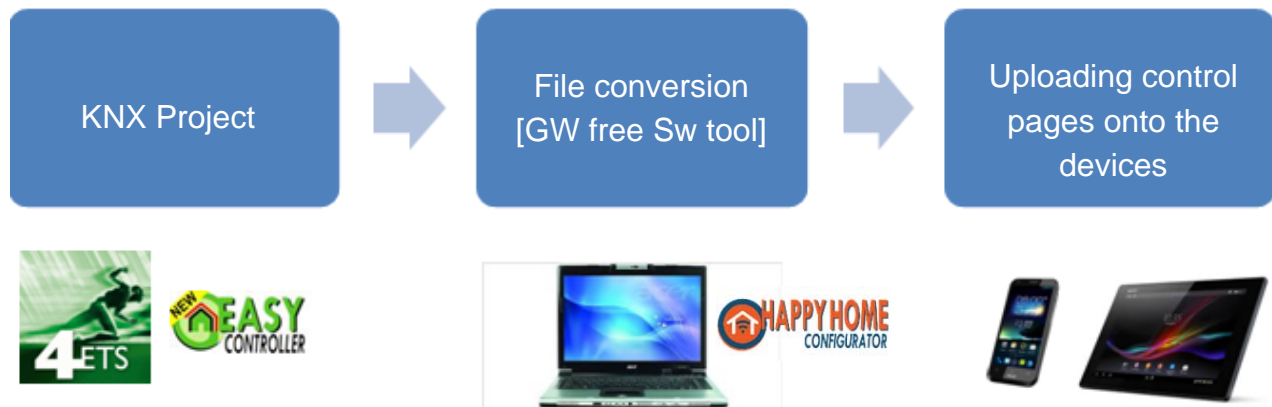 KNX Project
File conversion
[GW free Sw tool]
Uploading control
pages onto the
devices
4ETS
NEW
EASY
CONTROLLER
HAPPY HOME
CONFIGURATOR